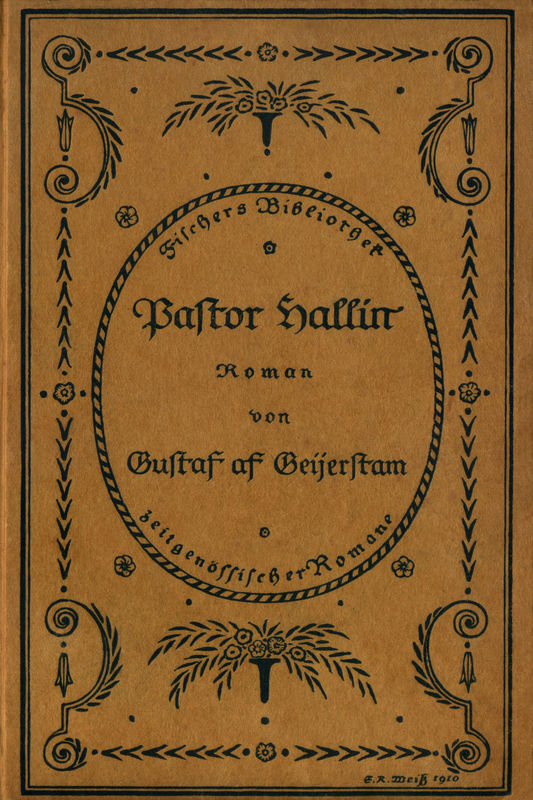 Fischers Bibliothek
Pastor Hallin
Roman
von
Gustaf af Geijerstam
zeitgenössischer Romane
E. R. Weiß 1910